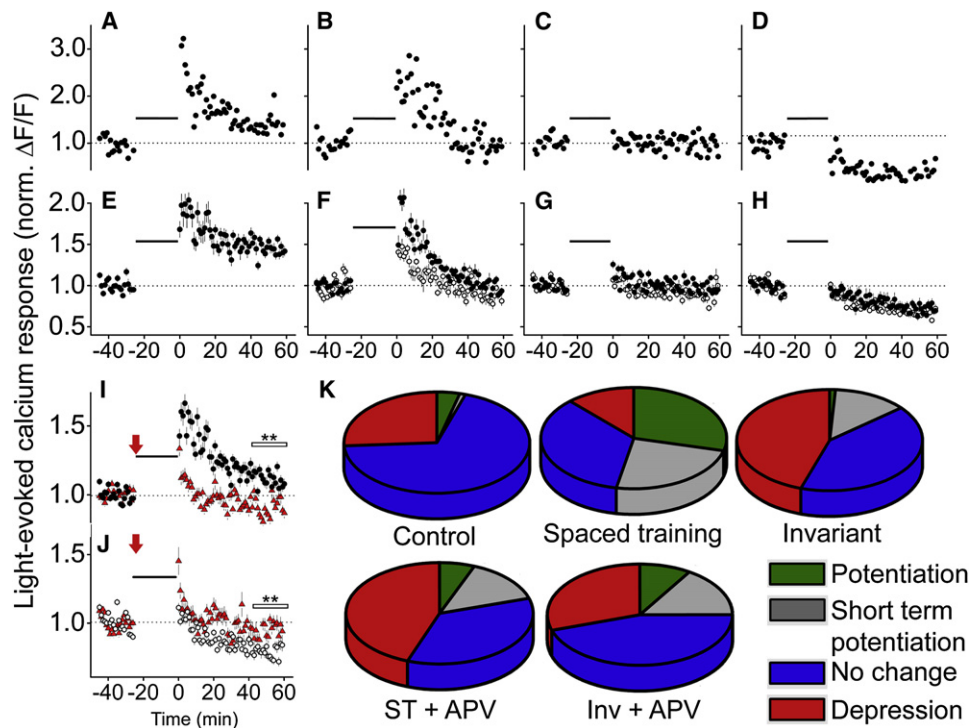 A B C D
3.0
2.0
1.0
E F G H
2.0
1.5
1.0
0.5
-40 -20 0 20 40 60 -40 -20 0 20 40 60 -40 -20 0 20 40 60 -40 -20 0 20 40 60
Light-evoked calcium response (norm. ΔF/F)
I
1.5
**
1.0
J
1.5
**
1.0
-40 -20 0 20 40 60
Time (min)
K
Control Spaced training Invariant
ST + APV Inv + APV
Potentiation
Short term
potentiation
No change
Depression